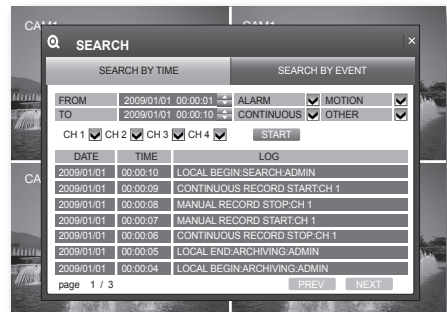 CAM1
CA
SEARCH
×
SEARCH BY TIME
SEARCH BY EVENT
FROM 2009/01/01 00:00:01 ALARM MOTION
TO 2009/01/01 00:00:10 CONTINUOUS OTHER
CH 1 CH 2 CH 3 CH 4 START
DATE TIME LOG
2009/01/01 00:00:10 LOCAL BEGIN:SEARCH:ADMIN
2009/01/01 00:00:09 CONTINUOUS RECORD START:CH 1
2009/01/01 00:00:08 MANUAL RECORD STOP:CH 1
2009/01/01 00:00:07 MANUAL RECORD START:CH 1
2009/01/01 00:00:06 CONTINUOUS RECORD STOP:CH 1
2009/01/01 00:00:05 LOCAL END:ARCHIVING:ADMIN
2009/01/01 00:00:04 LOCAL BEGIN:ARCHIVING:ADMIN
page 1 / 3 PREV NEXT